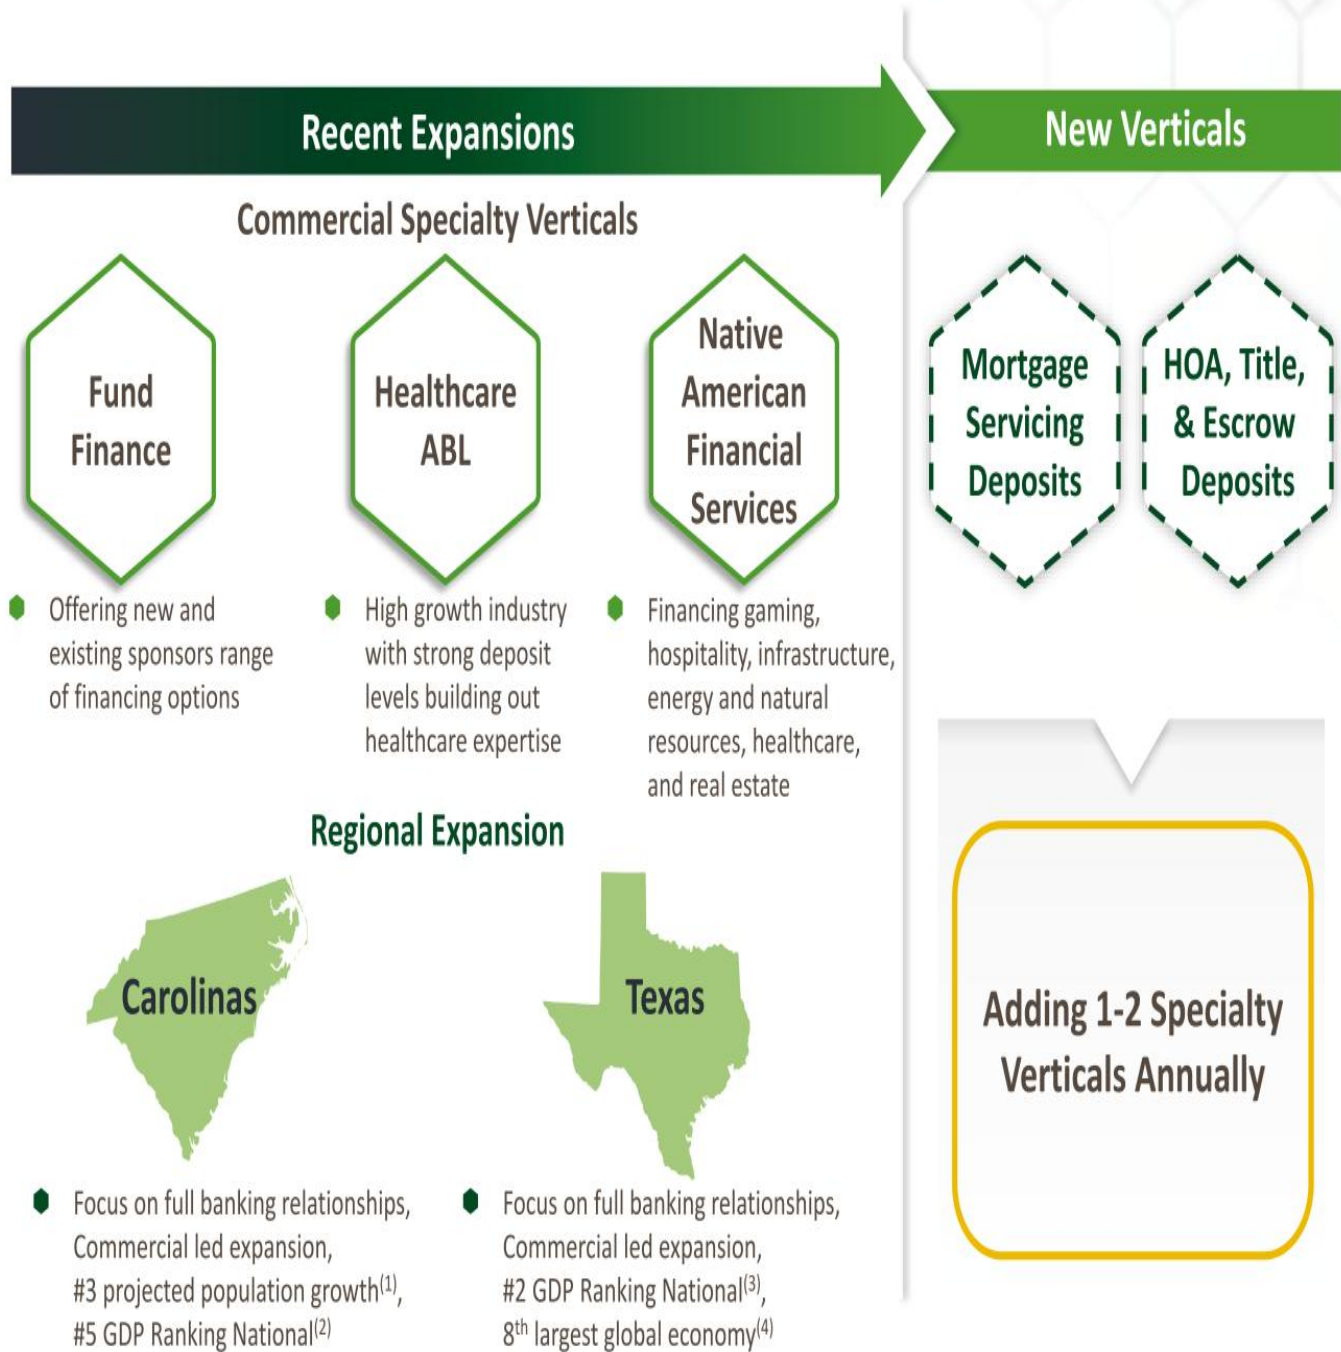 Recent Expansions
New Verticals
Commercial Specialty Verticals
Fund
Finance
Healthcare
ABL
Native
American
Financial
Services
Mortgage
Servicing
Deposits
HOA, Title,
& Escrow
Deposits
Offering new and
existing sponsors range
of financing options
High growth industry
with strong deposit
levels building out
healthcare expertise
Financing gaming,
hospitality, infrastructure,
energy and natural
resources, healthcare,
and real estate
Regional Expansion
Carolinas
Texas
Adding 1-2 Specialty
Verticals Annually
Focus on full banking relationships,
Commercial led expansion,
#3 projected population growth(1),
#5 GDP Ranking National(2)
Focus on full banking relationships,
Commercial led expansion,
#2 GDP Ranking National(3),
8th largest global economy(4)